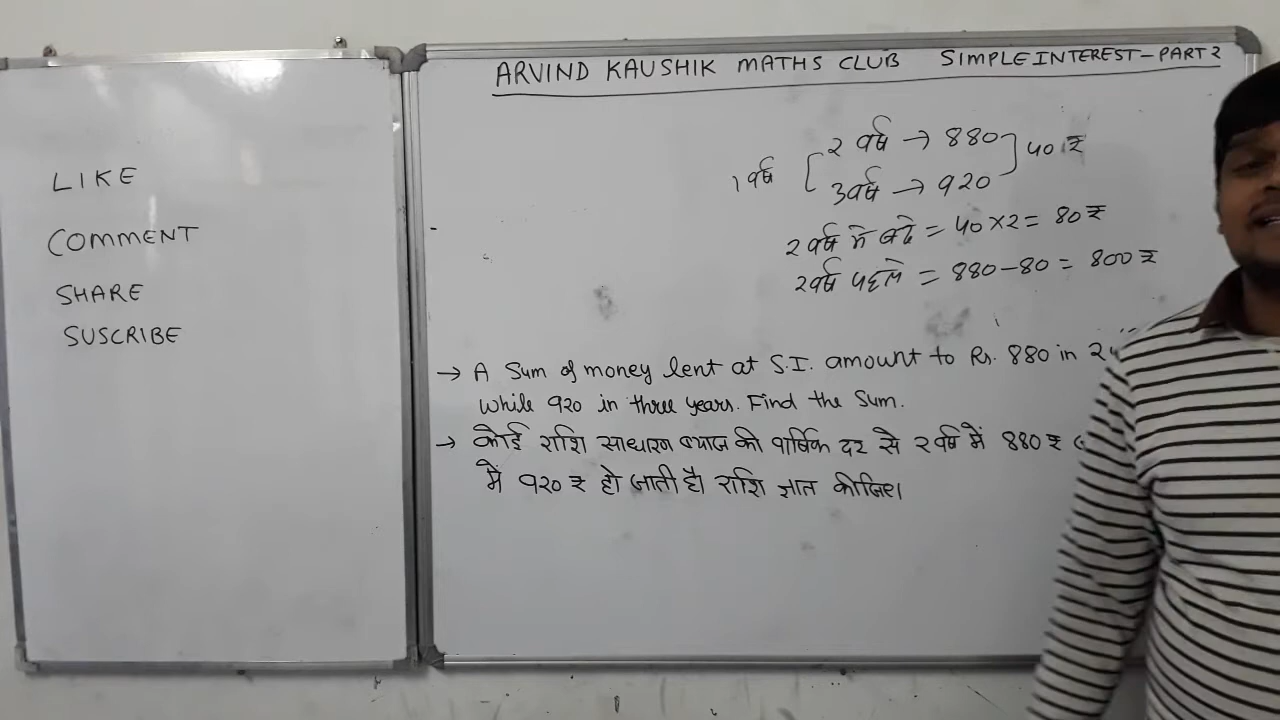 LIKE
COMMENT
SHARE
SUSCRIBE
ARVIND KAUSHIK MATHS CLUB SIMPLE INTEREST-PART 2
1 वर्ष [ 2 वर्ष → 880 ] 40 ₹
3 वर्ष → 920
2 वर्ष मे बढे = 40 × 2 = 80 ₹
2 वर्ष पहले = 880 - 80 = 800 ₹
→ A Sum of money lent at S.I. amount to Rs. 880 in 2
While 920 in three years. Find the Sum.
→ कोई राशि साधारण ब्याज की वार्षिक दर से 2 वर्ष में 880 ₹
में 920 ₹ हो जाती है। राशि ज्ञात कीजिए।